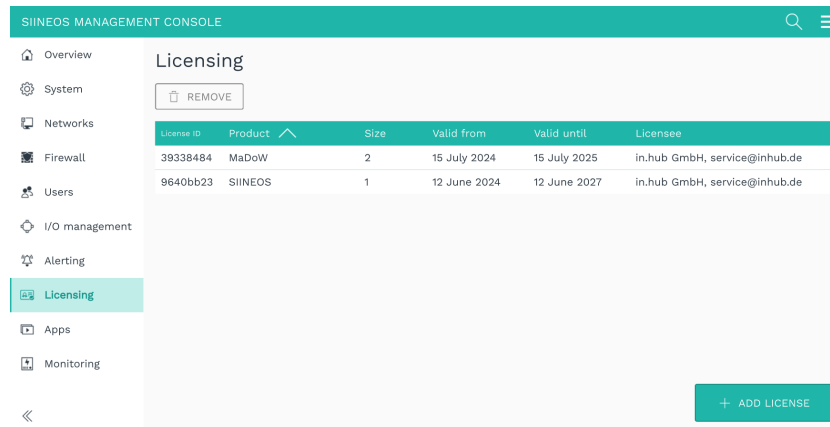 SIINEOS MANAGEMENT CONSOLE
Overview
System
Networks
Firewall
Users
I/O management
Alerting
Licensing
Apps
Monitoring
Licensing
REMOVE
License ID Product Size Valid from Valid until Licensee
39338484 MaDoW 2 15 July 2024 15 July 2025 in.hub GmbH, service@inhub.de
9640bb23 SIINEOS 1 12 June 2024 12 June 2027 in.hub GmbH, service@inhub.de
+ ADD LICENSE